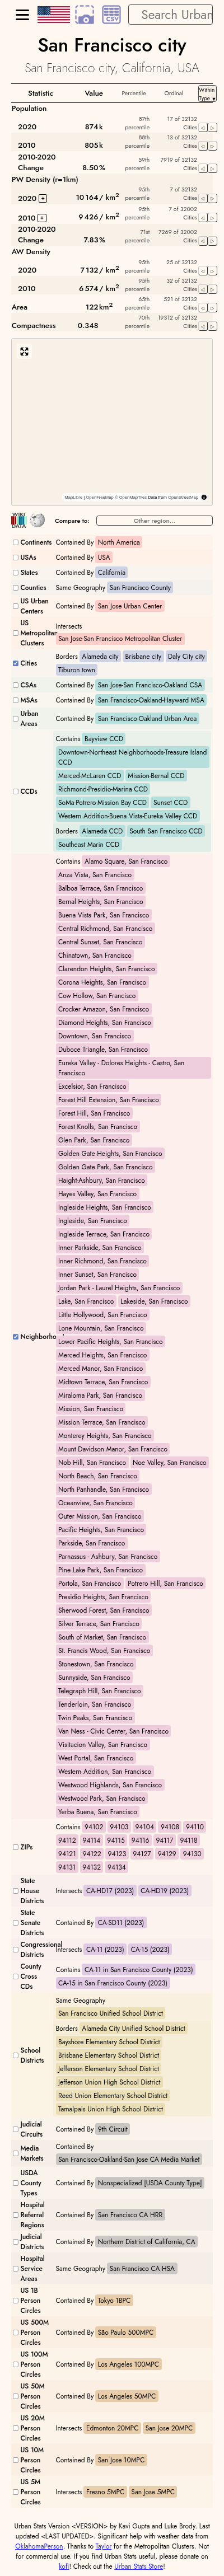 CSV
Search Urban
San Francisco city
San Francisco city, California, USA
Statistic Value Percentile Ordinal Within Type ▾
Population
2020 874k 87th percentile 17 of 32132 Cities
2010 805k 88th percentile 13 of 32132 Cities
2010-2020 Change 8.50% 59th percentile 7919 of 32132 Cities
PW Density (r=1km)
2020 + 10 164 / km2 95th percentile 7 of 32132 Cities
2010 + 9 426 / km2 95th percentile 7 of 32002 Cities
2010-2020 Change 7.83% 71st percentile 7269 of 32002 Cities
AW Density
2020 7 132 / km2 95th percentile 25 of 32132 Cities
2010 6 574 / km2 95th percentile 32 of 32132 Cities
Area 122 km2 65th percentile 521 of 32132 Cities
Compactness 0.348 70th percentile 19312 of 32132 Cities
MapLibre | OpenFreeMap © OpenMapTiles Data from OpenStreetMap
WIKI DATA
Compare to: Other region...
Continents Contained By North America
USAs Contained By USA
States Contained By California
Counties Same Geography San Francisco County
US Urban Centers Contained By San Jose Urban Center
US Metropolitan Clusters Intersects San Jose-San Francisco Metropolitan Cluster
Cities Borders Alameda city Brisbane city Daly City city
Tiburon town
CSAs Contained By San Jose-San Francisco-Oakland CSA
MSAs Contained By San Francisco-Oakland-Hayward MSA
Urban Areas Contained By San Francisco-Oakland Urban Area
CCDs Contains Bayview CCD
Downtown-Northeast Neighborhoods-Treasure Island CCD
Merced-McLaren CCD Mission-Bernal CCD
Richmond-Presidio-Marina CCD
SoMa-Potrero-Mission Bay CCD Sunset CCD
Western Addition-Buena Vista-Eureka Valley CCD
Borders Alameda CCD South San Francisco CCD
Southeast Marin CCD
Neighborhoods Contains Alamo Square, San Francisco
Anza Vista, San Francisco
Balboa Terrace, San Francisco
Bernal Heights, San Francisco
Buena Vista Park, San Francisco
Central Richmond, San Francisco
Central Sunset, San Francisco
Chinatown, San Francisco
Clarendon Heights, San Francisco
Corona Heights, San Francisco
Cow Hollow, San Francisco
Crocker Amazon, San Francisco
Diamond Heights, San Francisco
Downtown, San Francisco
Duboce Triangle, San Francisco
Eureka Valley - Dolores Heights - Castro, San Francisco
Excelsior, San Francisco
Forest Hill Extension, San Francisco
Forest Hill, San Francisco
Forest Knolls, San Francisco
Glen Park, San Francisco
Golden Gate Heights, San Francisco
Golden Gate Park, San Francisco
Haight-Ashbury, San Francisco
Hayes Valley, San Francisco
Ingleside Heights, San Francisco
Ingleside, San Francisco
Ingleside Terrace, San Francisco
Inner Parkside, San Francisco
Inner Richmond, San Francisco
Inner Sunset, San Francisco
Jordan Park - Laurel Heights, San Francisco
Lake, San Francisco Lakeside, San Francisco
Little Hollywood, San Francisco
Lone Mountain, San Francisco
Lower Pacific Heights, San Francisco
Merced Heights, San Francisco
Merced Manor, San Francisco
Midtown Terrace, San Francisco
Miraloma Park, San Francisco
Mission, San Francisco
Mission Terrace, San Francisco
Monterey Heights, San Francisco
Mount Davidson Manor, San Francisco
Nob Hill, San Francisco Noe Valley, San Francisco
North Beach, San Francisco
North Panhandle, San Francisco
Oceanview, San Francisco
Outer Mission, San Francisco
Pacific Heights, San Francisco
Parkside, San Francisco
Parnassus - Ashbury, San Francisco
Pine Lake Park, San Francisco
Portola, San Francisco Potrero Hill, San Francisco
Presidio Heights, San Francisco
Sherwood Forest, San Francisco
Silver Terrace, San Francisco
South of Market, San Francisco
St. Francis Wood, San Francisco
Stonestown, San Francisco
Sunnyside, San Francisco
Telegraph Hill, San Francisco
Tenderloin, San Francisco
Twin Peaks, San Francisco
Van Ness - Civic Center, San Francisco
Visitacion Valley, San Francisco
West Portal, San Francisco
Western Addition, San Francisco
Westwood Highlands, San Francisco
Westwood Park, San Francisco
Yerba Buena, San Francisco
ZIPs Contains 94102 94103 94104 94108 94110
94112 94114 94115 94116 94117 94118
94121 94122 94123 94127 94129 94130
94131 94132 94134
State House Districts Intersects CA-HD17 (2023) CA-HD19 (2023)
State Senate Districts Contained By CA-SD11 (2023)
Congressional Districts Intersects CA-11 (2023) CA-15 (2023)
County Cross CDs Contains CA-11 in San Francisco County (2023)
CA-15 in San Francisco County (2023)
School Districts Same Geography
San Francisco Unified School District
Borders Alameda City Unified School District
Bayshore Elementary School District
Brisbane Elementary School District
Jefferson Elementary School District
Jefferson Union High School District
Reed Union Elementary School District
Tamalpais Union High School District
Judicial Circuits Contained By 9th Circuit
Media Markets Contained By San Francisco-Oakland-San Jose CA Media Market
USDA County Types Contained By Nonspecialized [USDA County Type]
Hospital Referral Regions Contained By San Francisco CA HRR
Judicial Districts Contained By Northern District of California, CA
Hospital Service Areas Same Geography San Francisco CA HSA
US 1B Person Circles Contained By Tokyo 1BPC
US 500M Person Circles Contained By São Paulo 500MPC
US 100M Person Circles Contained By Los Angeles 100MPC
US 50M Person Circles Contained By Los Angeles 50MPC
US 20M Person Circles Intersects Edmonton 20MPC San Jose 20MPC
US 10M Person Circles Contained By San Jose 10MPC
US 5M Person Circles Intersects Fresno 5MPC San Jose 5MPC
Urban Stats Version <VERSION> by Kavi Gupta and Luke Brody. Last
updated <LAST UPDATED>. Significant help with weather data from
OklahomaPerson. Thanks to Taylor for the Metropolitan Clusters. Not
for commercial use. If you find Urban Stats useful, please donate on
kofi! Check out the Urban Stats Store!